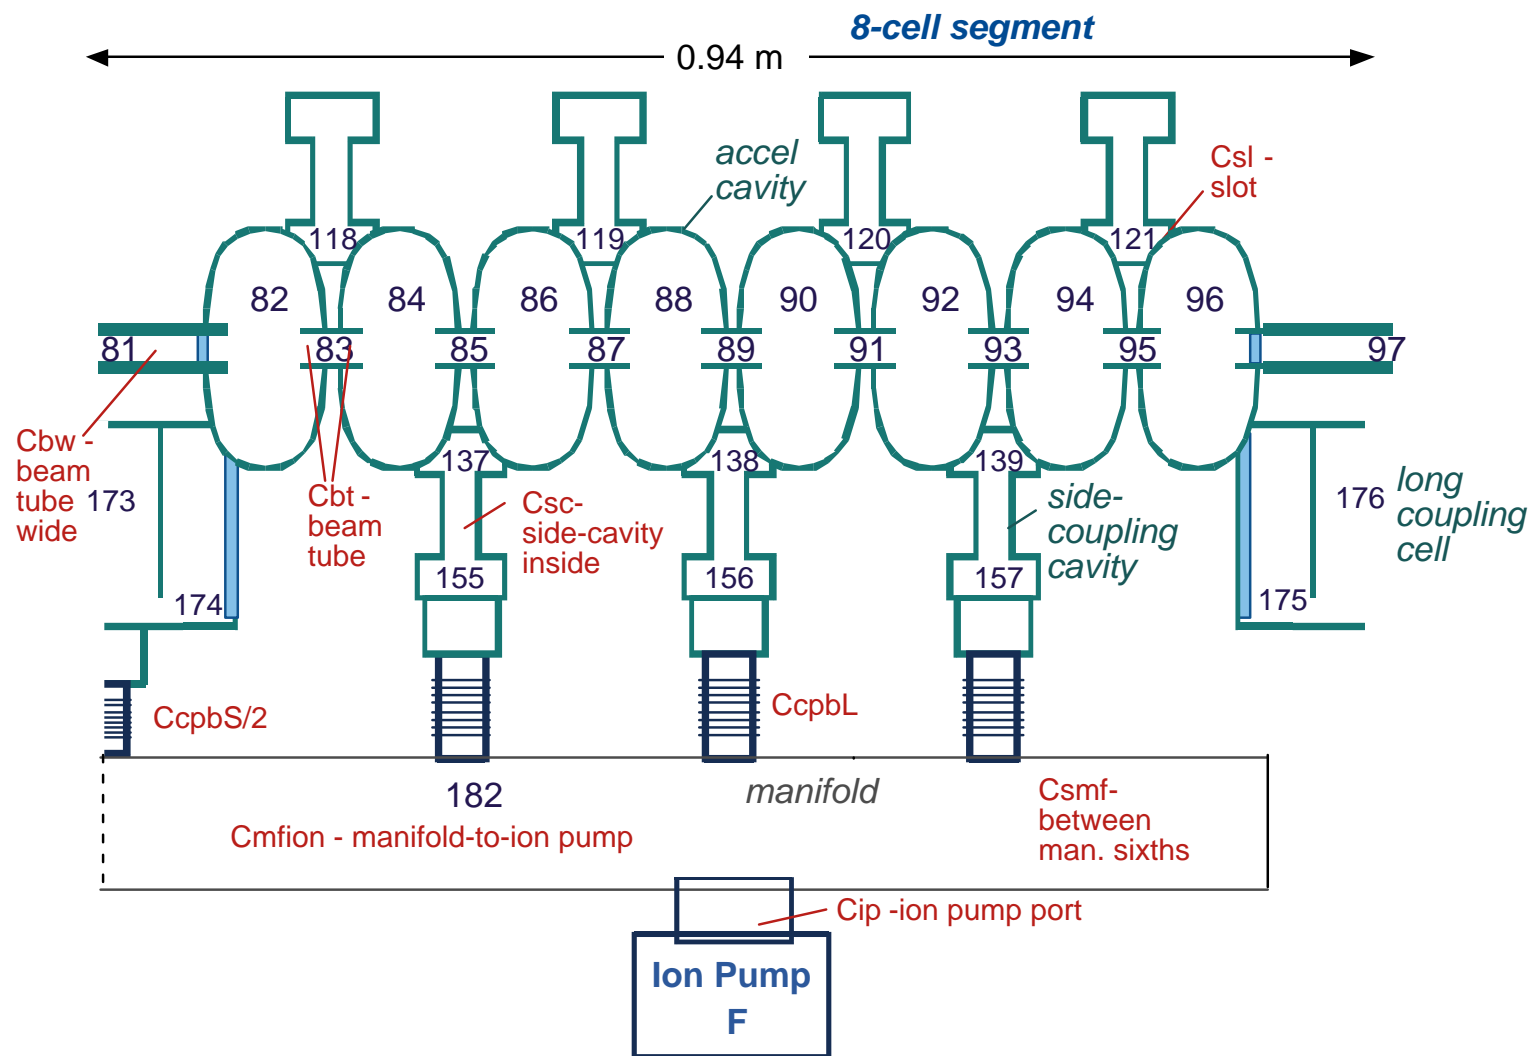 8-cell segment
0.94 m
accel
cavity
Csl -
slot
118
119
120
121
82
84
86
88
90
92
94
96
81
83
85
87
89
91
93
95
97
Cbw -
beam
tube
wide
173
Cbt -
beam
tube
137
138
139
Csc-
side-cavity
inside
side-
coupling
cavity
176
long
coupling
cell
174
155
156
157
175
CcpbS/2
CcpbL
182
manifold
Cmfion - manifold-to-ion pump
Csmf-
between
man. sixths
Cip -ion pump port
Ion Pump
F